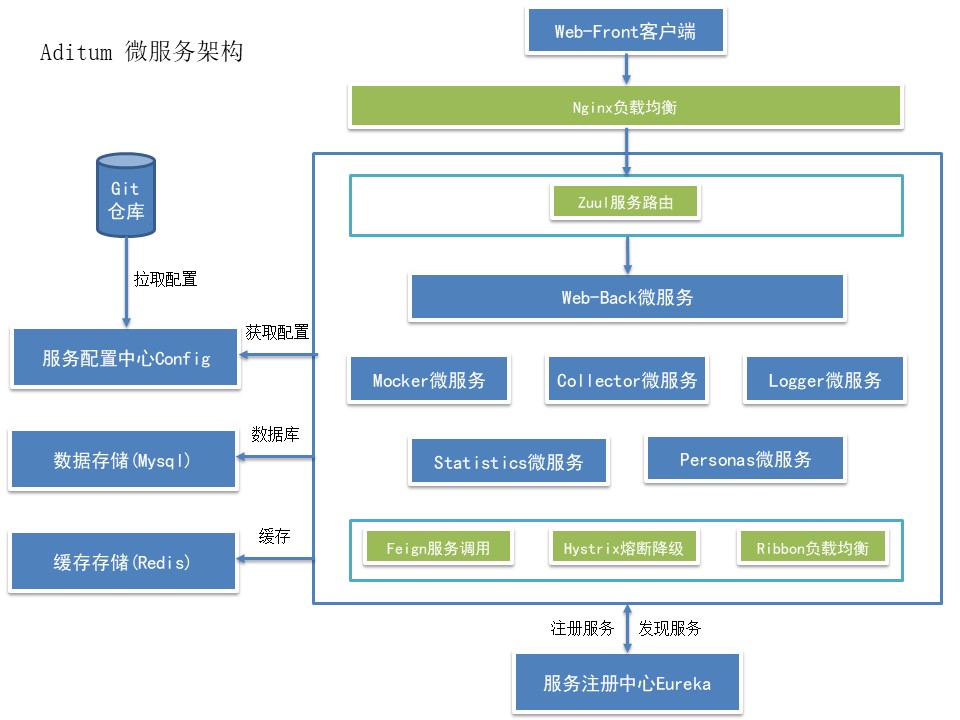 Aditum 微服务架构
Web-Front客户端
Nginx负载均衡
Git
仓库
Zuul服务路由
拉取配置
Web-Back微服务
获取配置
服务配置中心Config
Mocker微服务
Collector微服务
Logger微服务
数据库
数据存储(Mysql)
Statistics微服务
Personas微服务
缓存
缓存存储(Redis)
Feign服务调用
Hystrix熔断降级
Ribbon负载均衡
注册服务
发现服务
服务注册中心Eureka